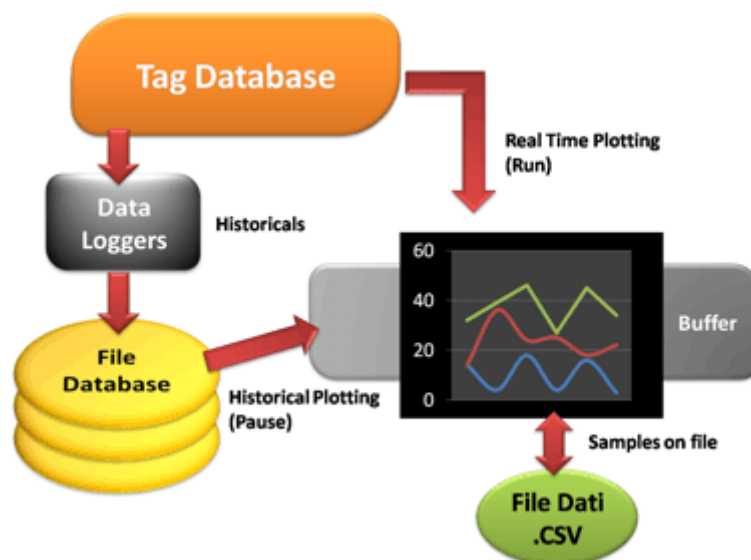 Tag Database
Real Time Plotting
(Run)
Data
Loggers
Historicals
60
40
20
0
Buffer
File
Database
Historical Plotting
(Pause)
Samples on file
File Dati
.CSV